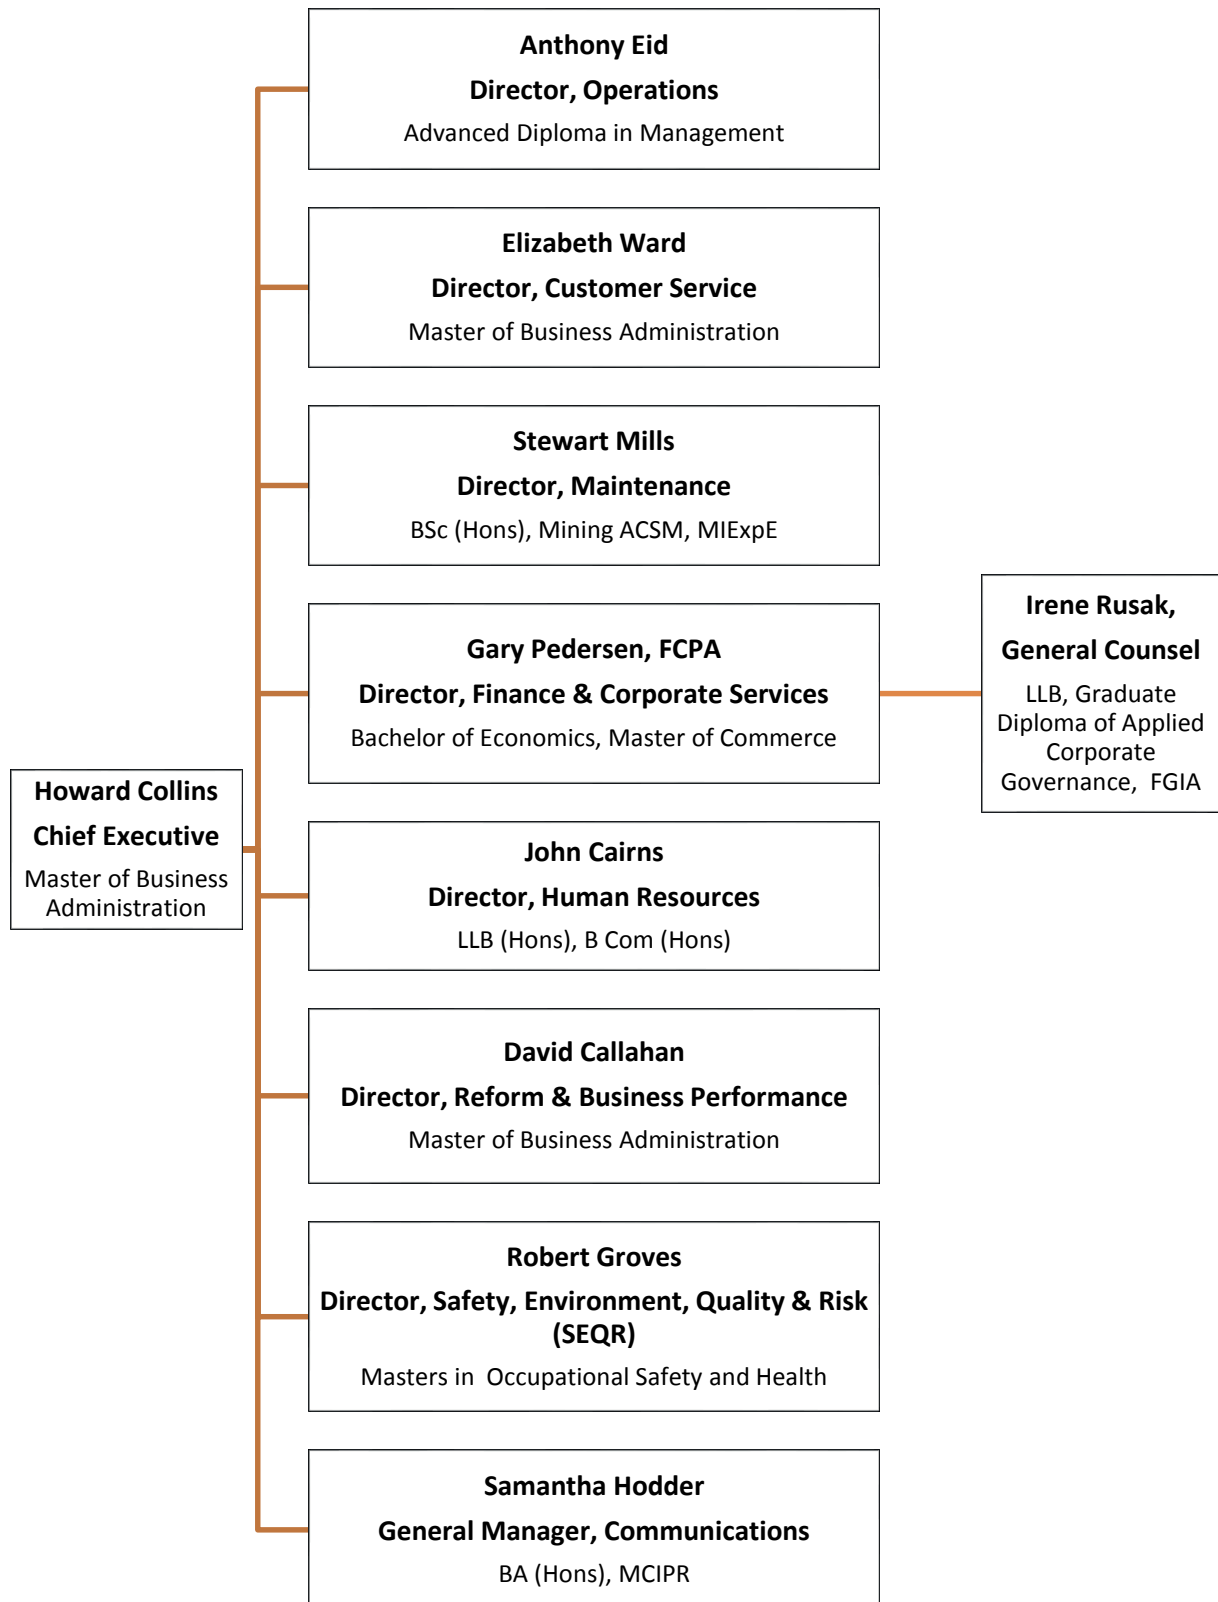 Anthony Eid
Director, Operations
Advanced Diploma in Management
Elizabeth Ward
Director, Customer Service
Master of Business Administration
Stewart Mills
Director, Maintenance
BSc (Hons), Mining ACSM, MIExpE
Gary Pedersen, FCPA
Director, Finance & Corporate Services
Bachelor of Economics, Master of Commerce
Irene Rusak,
General Counsel
LLB, Graduate
Diploma of Applied
Corporate
Governance, FGIA
Howard Collins
Chief Executive
Master of Business
Administration
John Cairns
Director, Human Resources
LLB (Hons), B Com (Hons)
David Callahan
Director, Reform & Business Performance
Master of Business Administration
Robert Groves
Director, Safety, Environment, Quality & Risk
(SEQR)
Masters in Occupational Safety and Health
Samantha Hodder
General Manager, Communications
BA (Hons), MCIPR